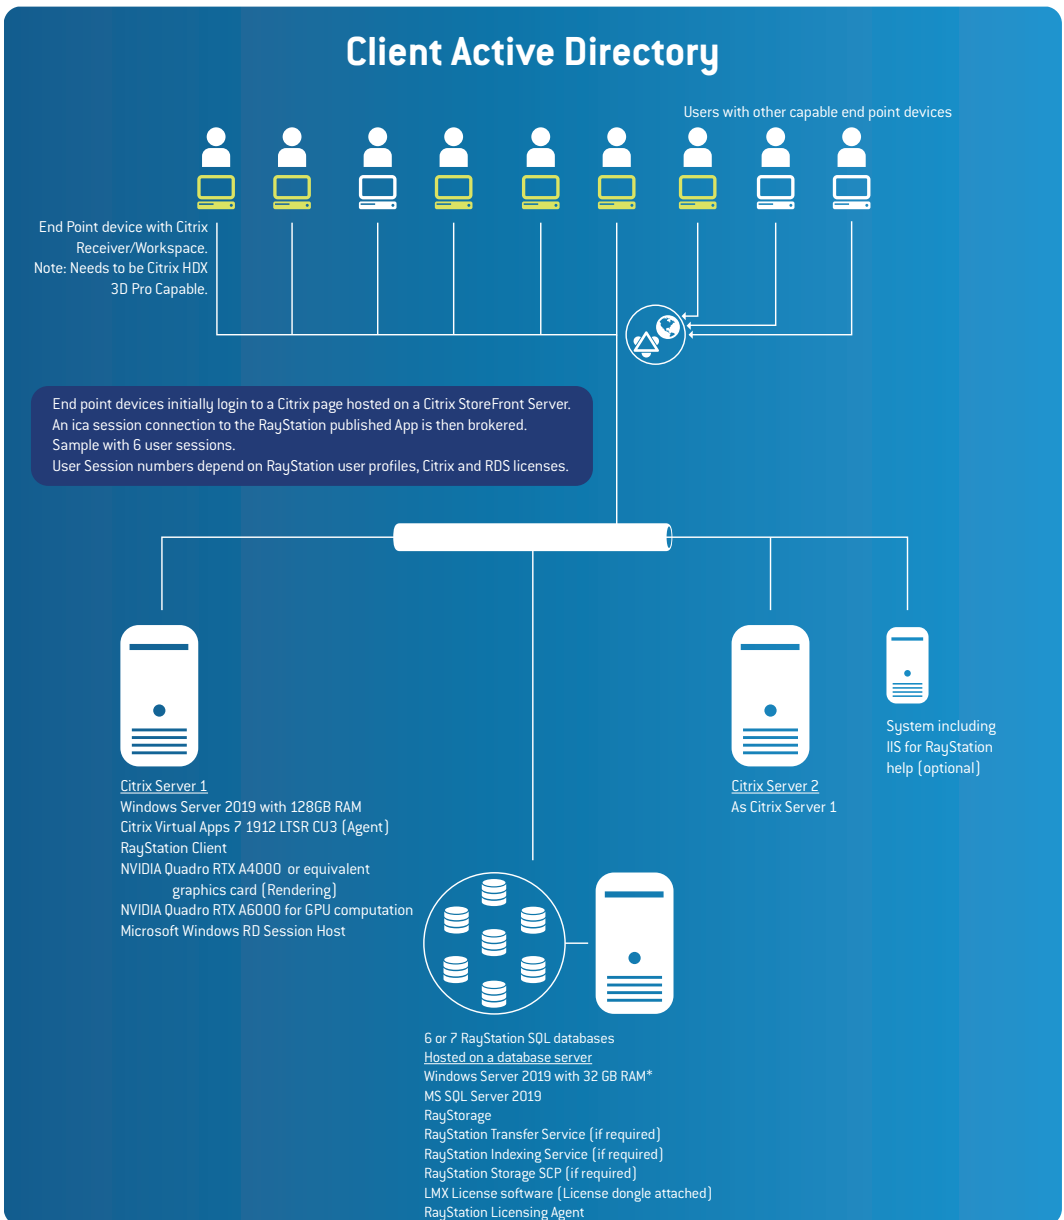 Client Active Directory
Users with other capable end point devices
End Point device with Citrix
Receiver/Workspace.
Note: Needs to be Citrix HDX
3D Pro Capable.
End point devices initially login to a Citrix page hosted on a Citrix StoreFront Server.
An ica session connection to the RayStation published App is then brokered.
Sample with 6 user sessions.
User Session numbers depend on RayStation user profiles, Citrix and RDS licenses.
Citrix Server 1
Windows Server 2019 with 128GB RAM
Citrix Virtual Apps 7 1912 LTSR CU3 (Agent)
RayStation Client
NVIDIA Quadro RTX A4000 or equivalent
graphics card (Rendering)
NVIDIA Quadro RTX A6000 for GPU computation
Microsoft Windows RD Session Host
Citrix Server 2
As Citrix Server 1
System including
IIS for RayStation
help (optional)
6 or 7 RayStation SQL databases
Hosted on a database server
Windows Server 2019 with 32 GB RAM*
MS SQL Server 2019
RayStorage
RayStation Transfer Service (if required)
RayStation Indexing Service (if required)
RayStation Storage SCP (if required)
LMX License software (License dongle attached)
RayStation Licensing Agent